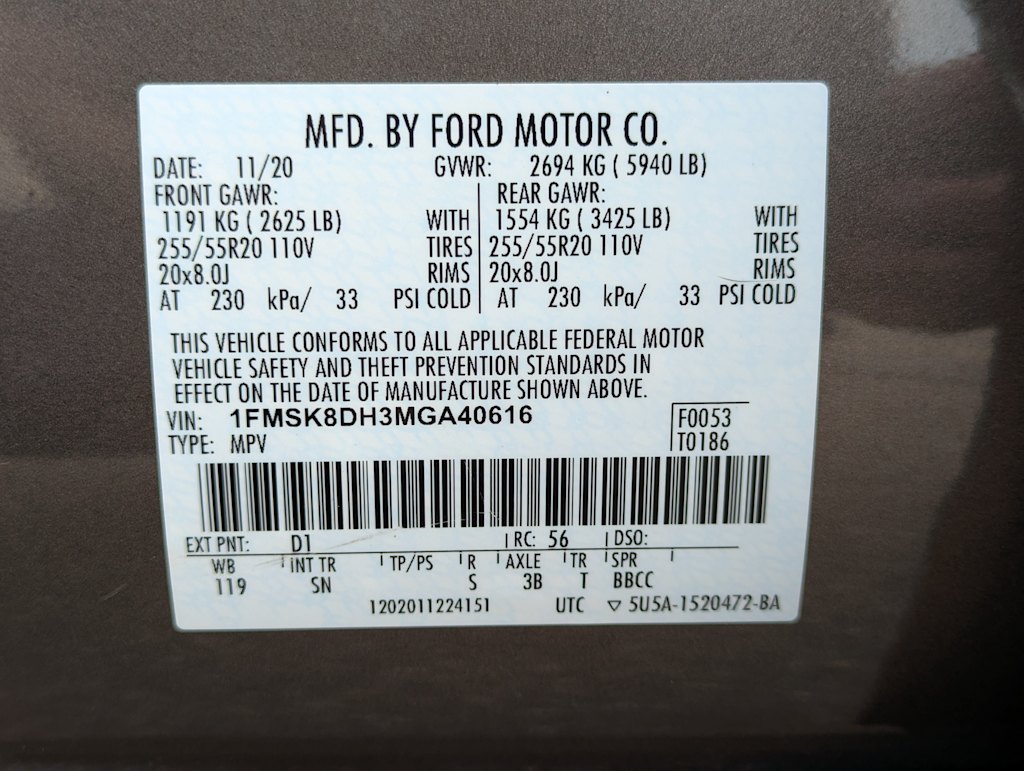 MFD. BY FORD MOTOR CO.
DATE: 11/20 GVWR: 2694 KG ( 5940 LB)
FRONT GAWR: REAR GAWR:
1191 KG ( 2625 LB) WITH 1554 KG ( 3425 LB) WITH
255/55R20 110V TIRES 255/55R20 110V TIRES
20x8.0J RIMS 20x8.0J RIMS
AT 230 kPa/ 33 PSI COLD AT 230 kPa/ 33 PSI COLD
THIS VEHICLE CONFORMS TO ALL APPLICABLE FEDERAL MOTOR
VEHICLE SAFETY AND THEFT PREVENTION STANDARDS IN
EFFECT ON THE DATE OF MANUFACTURE SHOWN ABOVE.
VIN: 1FMSK8DH3MGA40616 F0053
TYPE: MPV T0186
EXT PNT: D1 RC: 56 DSO:
WB INT TR TP/PS R AXLE TR SPR
119 SN S 3B T BBCC
1202011224151 UTC ▽ 5U5A-1520472-BA